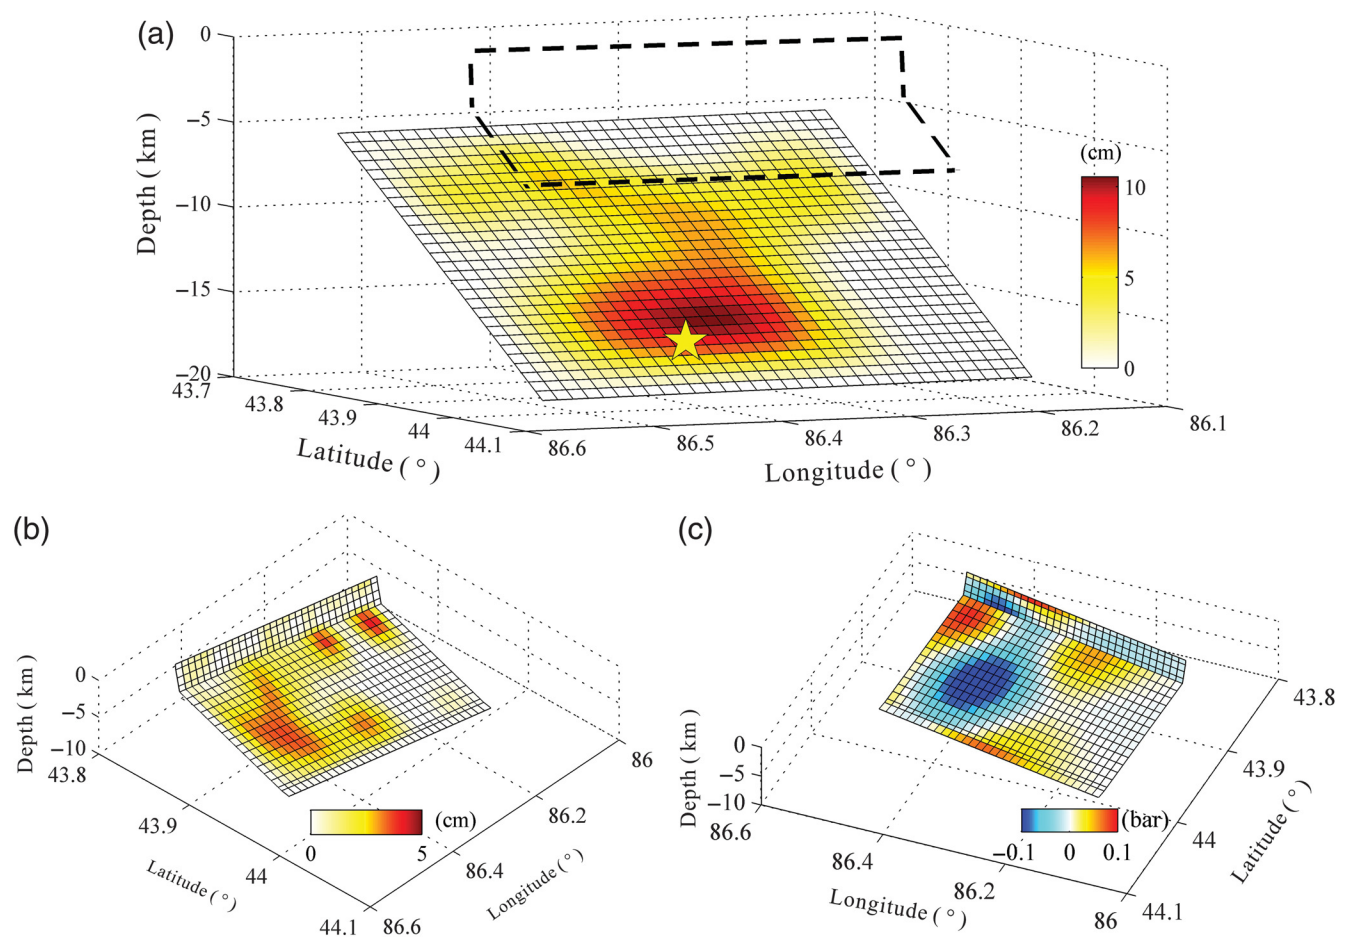 (a)
0
−5
−10
−15
−20
Depth ( km )
43.7
43.8
43.9
44
44.1
Latitude ( ° )
86.6
86.5
86.4
86.3
86.2
86.1
Longitude ( ° )
(cm)
10
5
0
(b)
0
−5
−10
Depth ( km )
43.8
43.9
44
44.1
Latitude ( ° )
86
86.2
86.4
86.6
Longitude ( ° )
(cm)
0 5
(c)
0
−5
−10
Depth ( km )
86.6
86.4
86.2
86
Longitude ( ° )
43.8
43.9
44
44.1
Latitude ( ° )
(bar)
−0.1 0 0.1